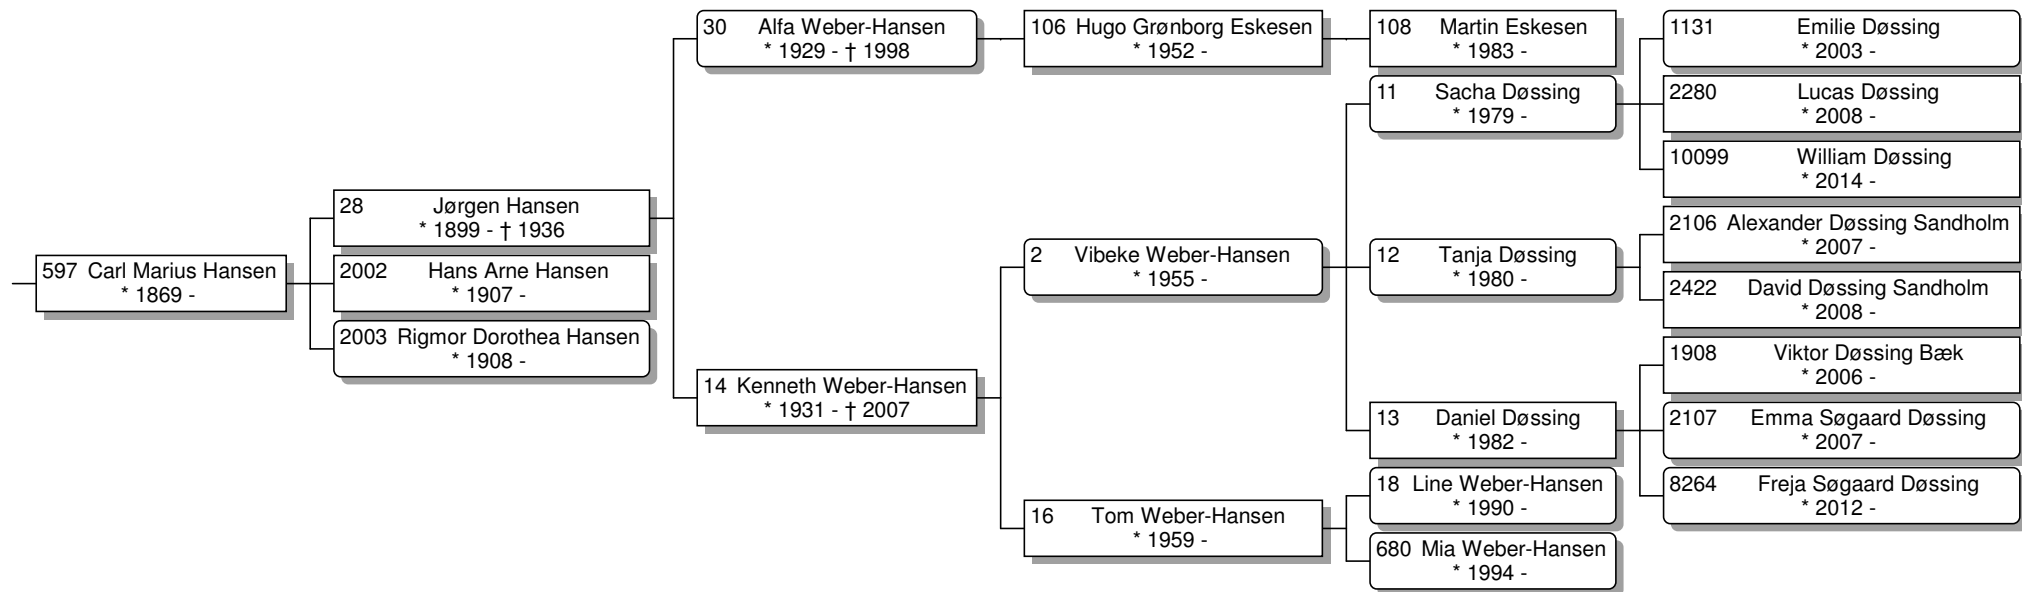 30 Alfa Weber-Hansen
* 1929 - † 1998
106 Hugo Grønborg Eskesen
* 1952 -
108 Martin Eskesen
* 1983 -
1131 Emilie Døssing
* 2003 -
11 Sacha Døssing
* 1979 -
2280 Lucas Døssing
* 2008 -
10099 William Døssing
* 2014 -
28 Jørgen Hansen
* 1899 - † 1936
2106 Alexander Døssing Sandholm
* 2007 -
597 Carl Marius Hansen
* 1869 -
2002 Hans Arne Hansen
* 1907 -
2 Vibeke Weber-Hansen
* 1955 -
12 Tanja Døssing
* 1980 -
2422 David Døssing Sandholm
* 2008 -
2003 Rigmor Dorothea Hansen
* 1908 -
1908 Viktor Døssing Bæk
* 2006 -
14 Kenneth Weber-Hansen
* 1931 - † 2007
13 Daniel Døssing
* 1982 -
2107 Emma Søgaard Døssing
* 2007 -
18 Line Weber-Hansen
* 1990 -
8264 Freja Søgaard Døssing
* 2012 -
16 Tom Weber-Hansen
* 1959 -
680 Mia Weber-Hansen
* 1994 -